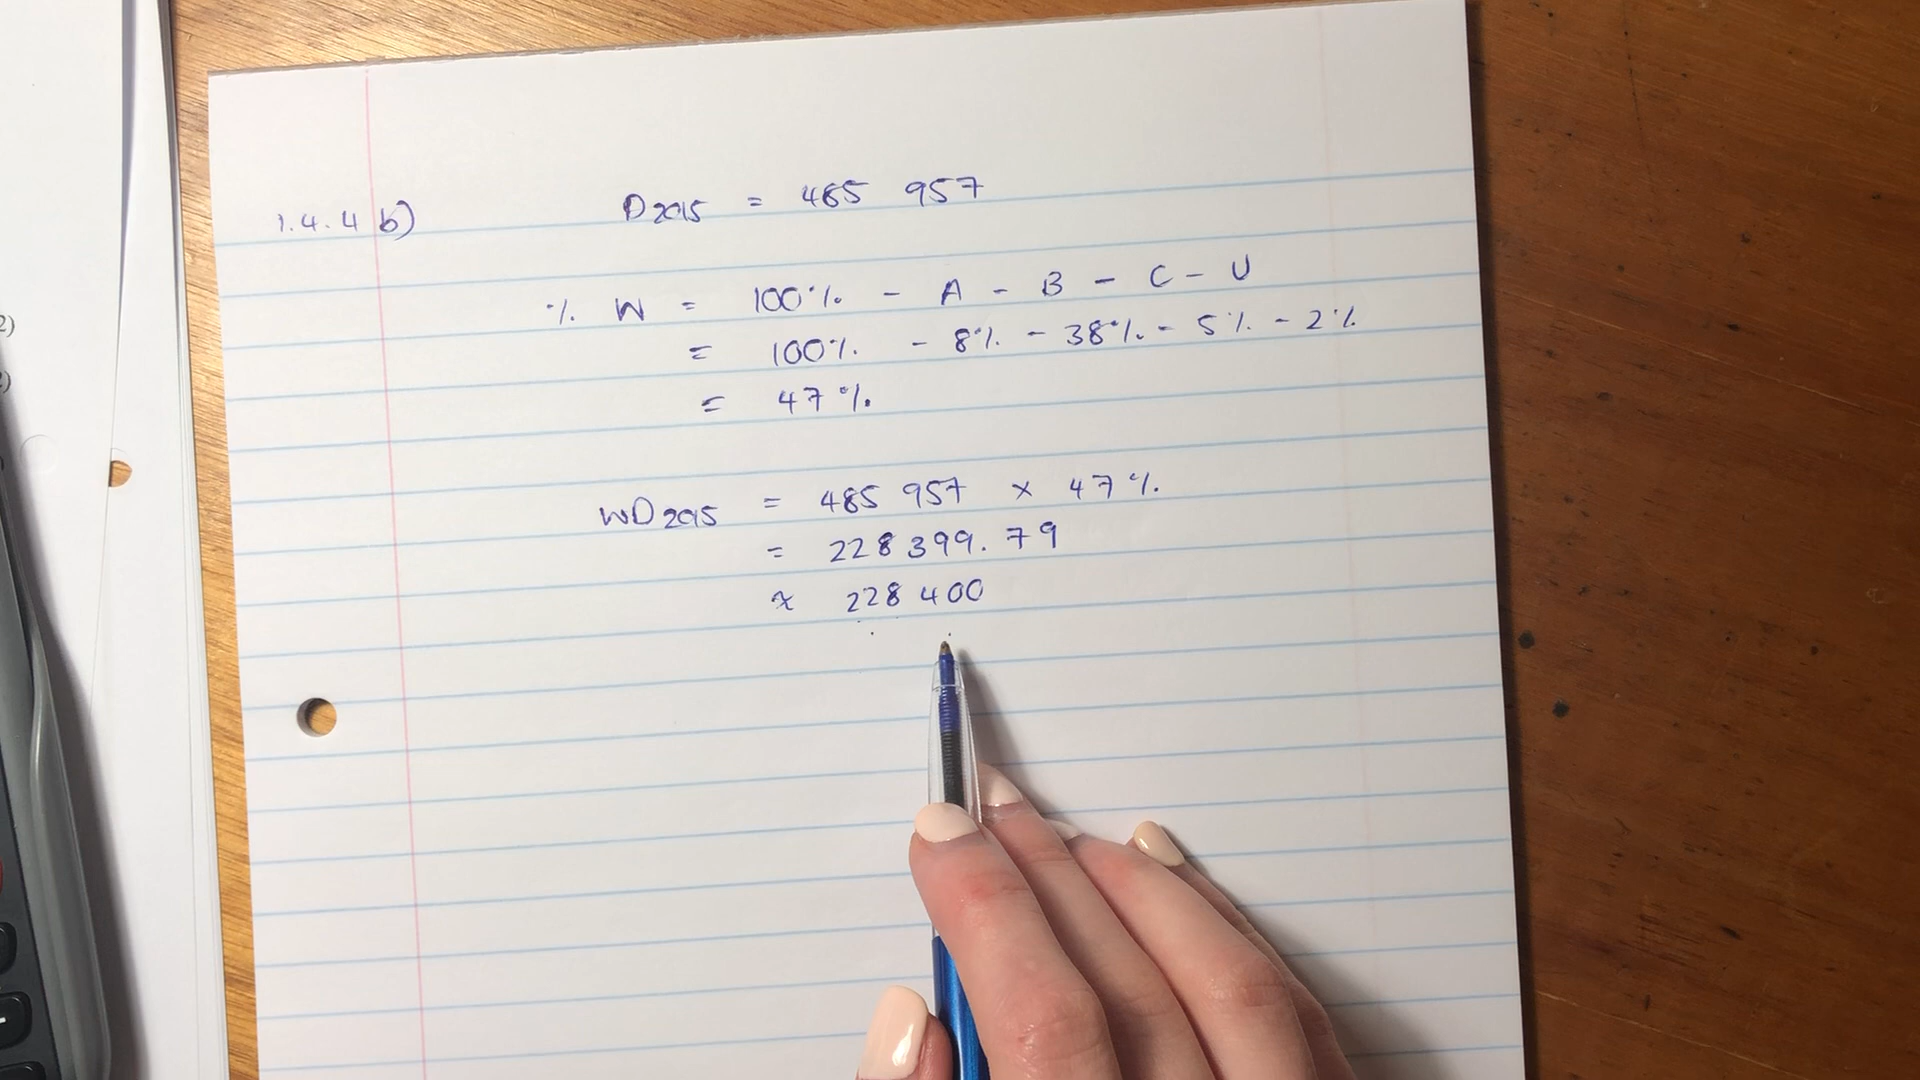 1.4.4 b) D2015 = 485 957
% W = 100% - A - B - C - U
= 100% - 8% - 38% - 5% - 2%
= 47%.
WD2015 = 485 957 × 47%.
= 228 399.79
≈ 228 400
2)
)